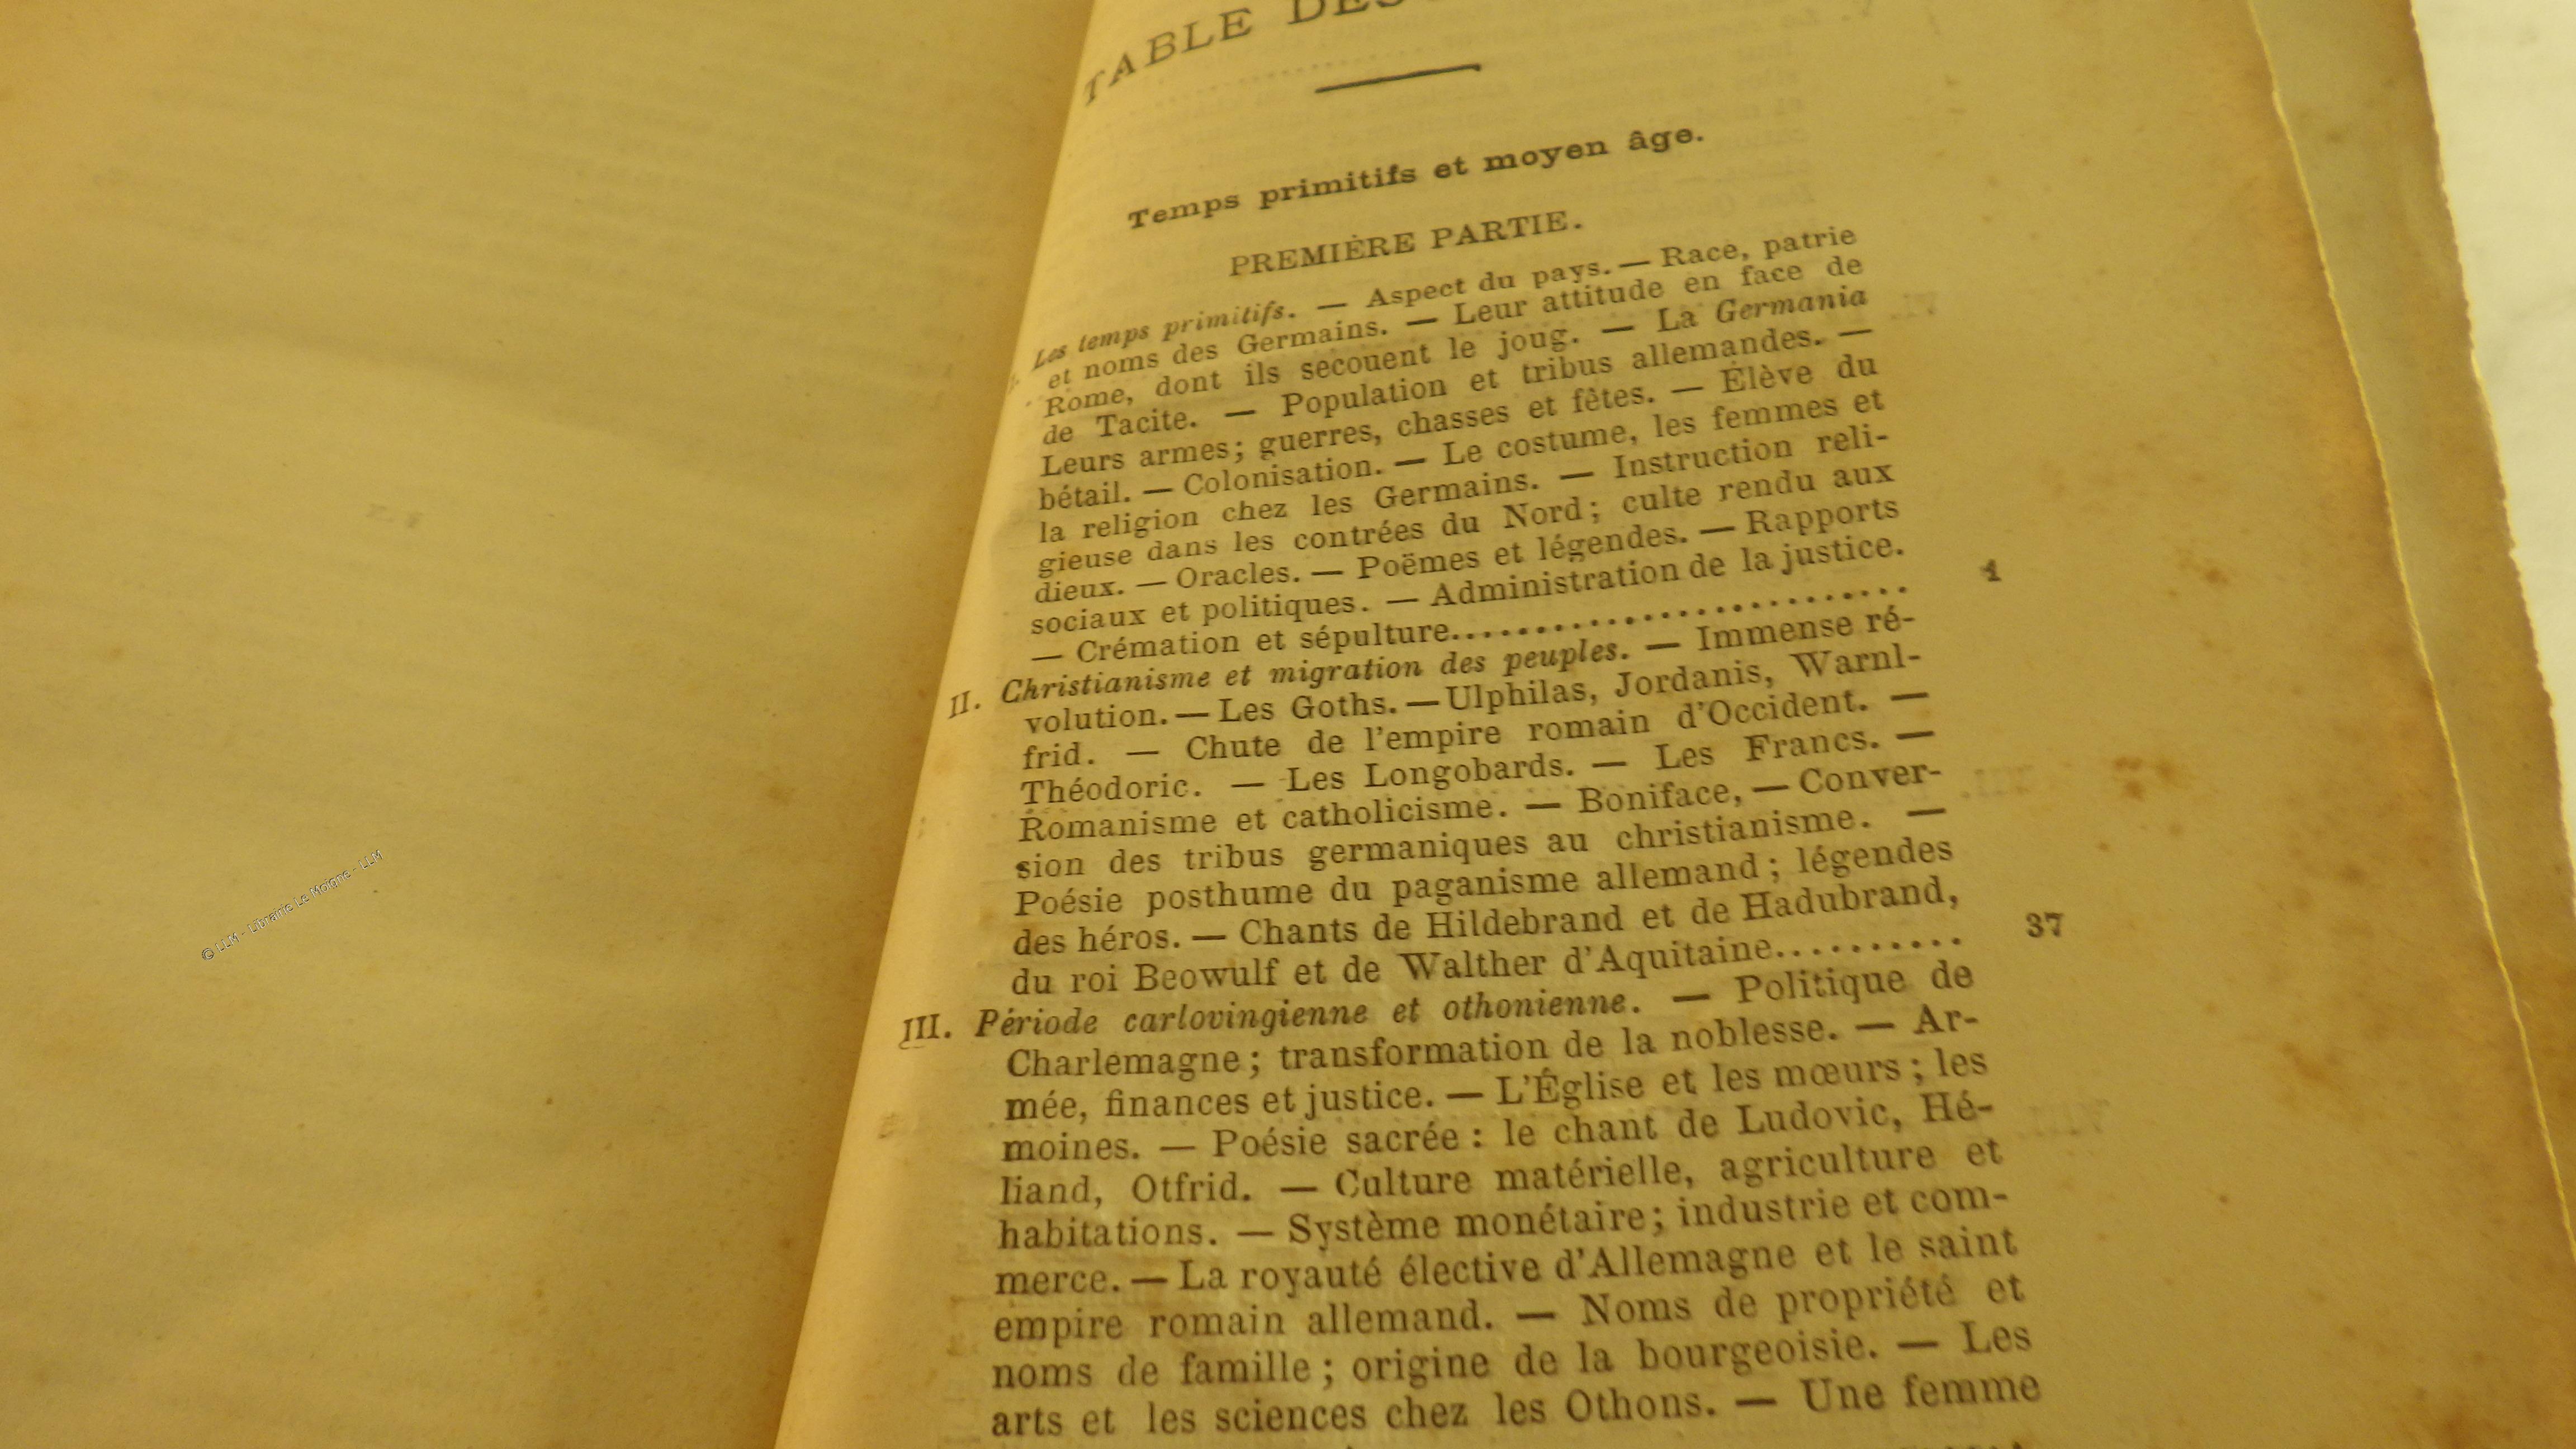 TABLE DES
Temps primitifs et moyen âge.
PREMIÈRE PARTIE.
Les temps primitifs. — Aspect du pays. — Race, patrie
et noms des Germains. — Leur attitude en face de
Rome, dont ils secouent le joug. — La Germania
de Tacite. — Population et tribus allemandes. —
Leurs armes; guerres, chasses et fêtes. — Élève du
bétail. — Colonisation. — Le costume, les femmes et
la religion chez les Germains. — Instruction reli-
gieuse dans les contrées du Nord; culte rendu aux
dieux. — Oracles. — Poëmes et légendes. — Rapports
sociaux et politiques. — Administration de la justice.
— Crémation et sépulture........................... 1
II. Christianisme et migration des peuples. — Immense ré-
volution. — Les Goths. — Ulphilas, Jordanis, Warnl-
frid. — Chute de l'empire romain d'Occident. —
Théodoric. — Les Longobards. — Les Francs. —
Romanisme et catholicisme. — Boniface, — Conver-
sion des tribus germaniques au christianisme. —
Poésie posthume du paganisme allemand; légendes
des héros. — Chants de Hildebrand et de Hadubrand,
du roi Beowulf et de Walther d'Aquitaine.......... 37
III. Période carlovingienne et othonienne. — Politique de
Charlemagne; transformation de la noblesse. — Ar-
mée, finances et justice. — L'Église et les mœurs; les
moines. — Poésie sacrée: le chant de Ludovic, Hé-
liand, Otfrid. — Culture matérielle, agriculture et
habitations. — Système monétaire; industrie et com-
merce. — La royauté élective d'Allemagne et le saint
empire romain allemand. — Noms de propriété et
noms de famille; origine de la bourgeoisie. — Les
arts et les sciences chez les Othons. — Une femme
© LLM - Librairie Le Moigne - LLM